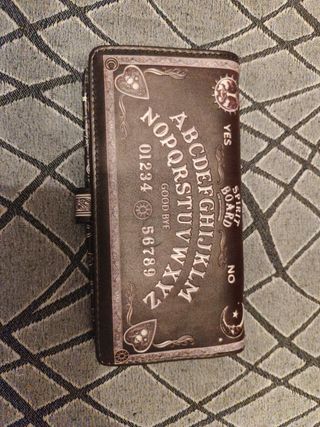 YES SPIRIT BOARD NO
ABCDEFGHIJKLM
NOPQRSTUVWXYZ
GOOD BYE
01234 56789